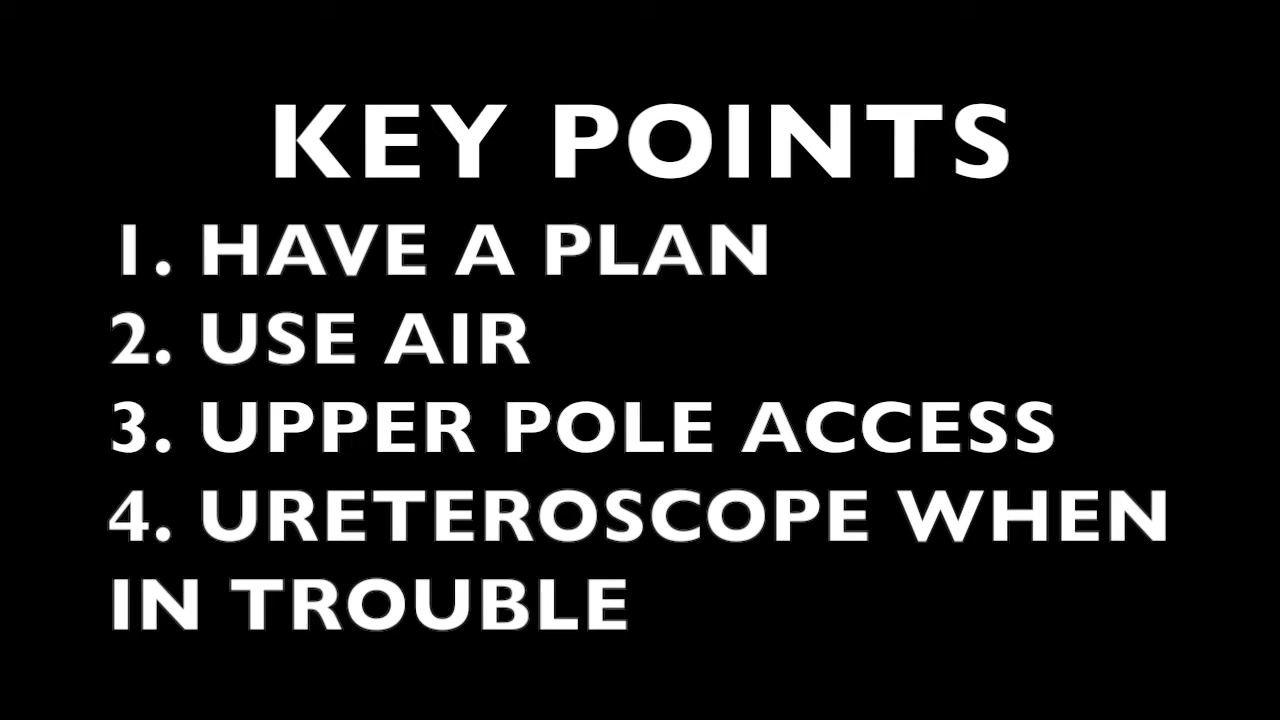 KEY POINTS
1. HAVE A PLAN
2. USE AIR
3. UPPER POLE ACCESS
4. URETEROSCOPE WHEN
IN TROUBLE